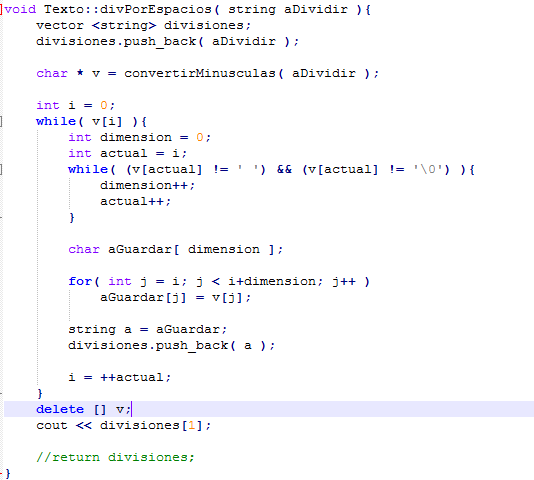 void Texto::divPorEspacios( string aDividir ){
    vector <string> divisiones;
    divisiones.push_back( aDividir );

    char * v = convertirMinusculas( aDividir );

    int i = 0;
    while( v[i] ){
        int dimension = 0;
        int actual = i;
        while( (v[actual] != ' ') && (v[actual] != '\0') ){
            dimension++;
            actual++;
        }

        char aGuardar[ dimension ];

        for( int j = i; j < i+dimension; j++ )
            aGuardar[j] = v[j];

        string a = aGuardar;
        divisiones.push_back( a );

        i = ++actual;
    }
    delete [] v;
    cout << divisiones[1];

    //return divisiones;
}